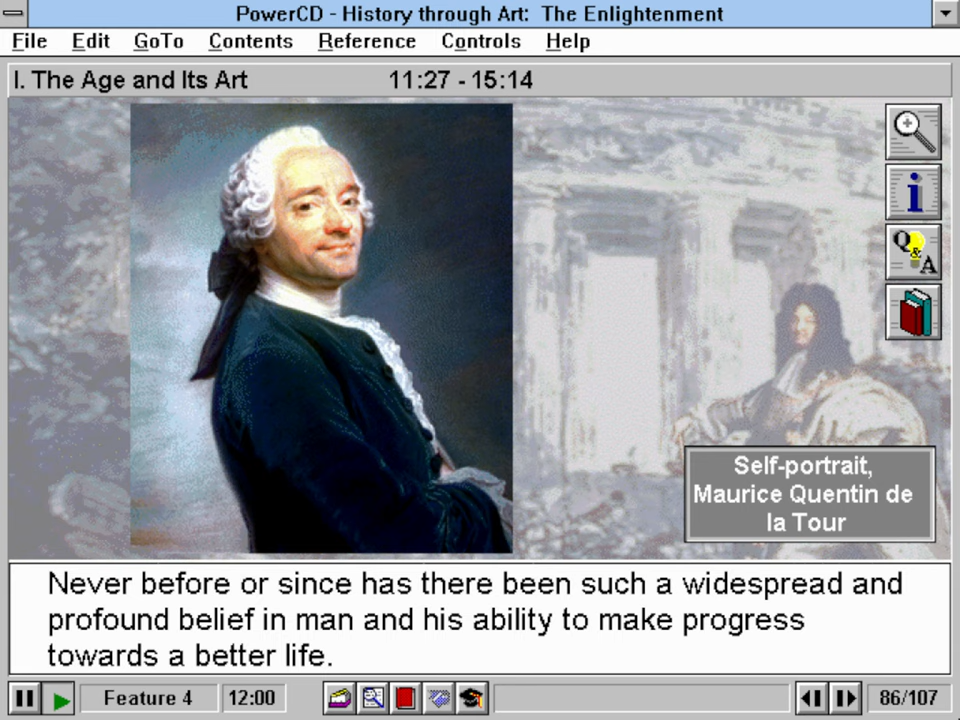 PowerCD - History through Art: The Enlightenment
File Edit GoTo Contents Reference Controls Help
I. The Age and Its Art 11:27 - 15:14
i
Q & A
Self-portrait,
Maurice Quentin de
la Tour
Never before or since has there been such a widespread and
profound belief in man and his ability to make progress
towards a better life.
Feature 4 12:00 86/107